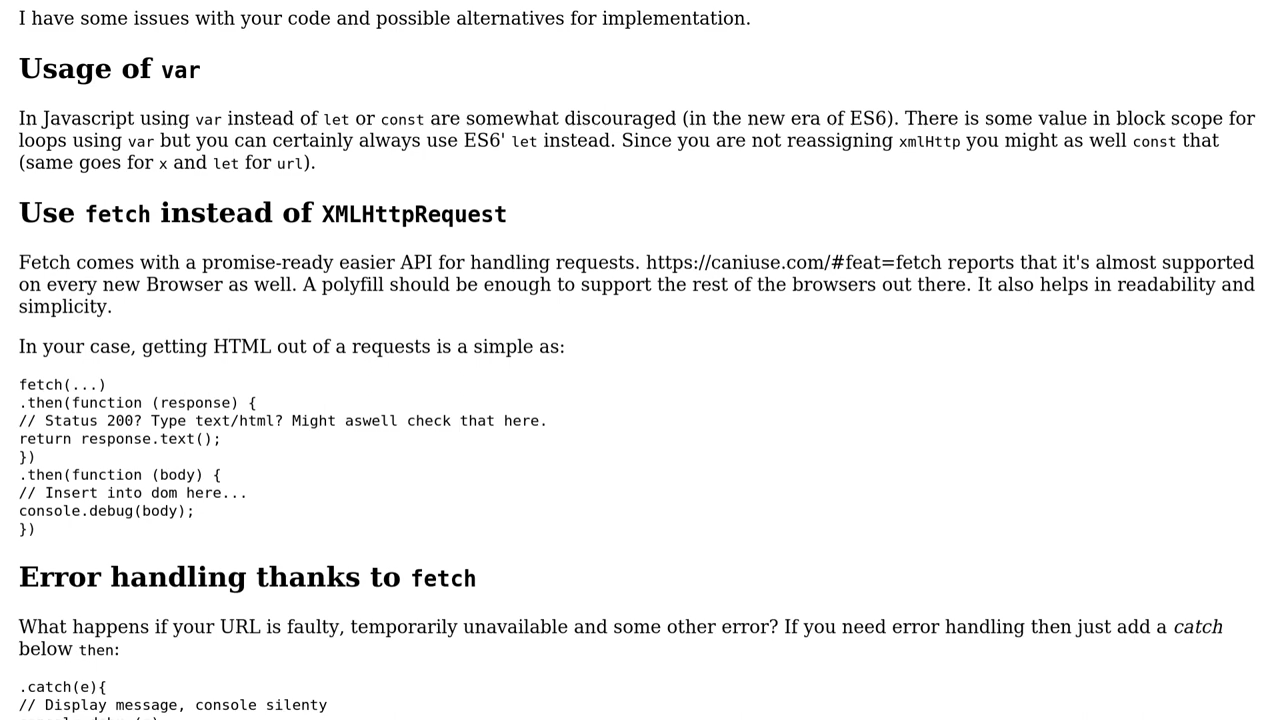 I have some issues with your code and possible alternatives for implementation.
Usage of var
In Javascript using var instead of let or const are somewhat discouraged (in the new era of ES6). There is some value in block scope for
loops using var but you can certainly always use ES6' let instead. Since you are not reassigning xmlHttp you might as well const that
(same goes for x and let for url).
Use fetch instead of XMLHttpRequest
Fetch comes with a promise-ready easier API for handling requests. https://caniuse.com/#feat=fetch reports that it's almost supported
on every new Browser as well. A polyfill should be enough to support the rest of the browsers out there. It also helps in readability and
simplicity.
In your case, getting HTML out of a requests is a simple as:
fetch(...)
.then(function (response) {
// Status 200? Type text/html? Might aswell check that here.
return response.text();
})
.then(function (body) {
// Insert into dom here...
console.debug(body);
})
Error handling thanks to fetch
What happens if your URL is faulty, temporarily unavailable and some other error? If you need error handling then just add a catch
below then:
.catch(e){
// Display message, console silenty